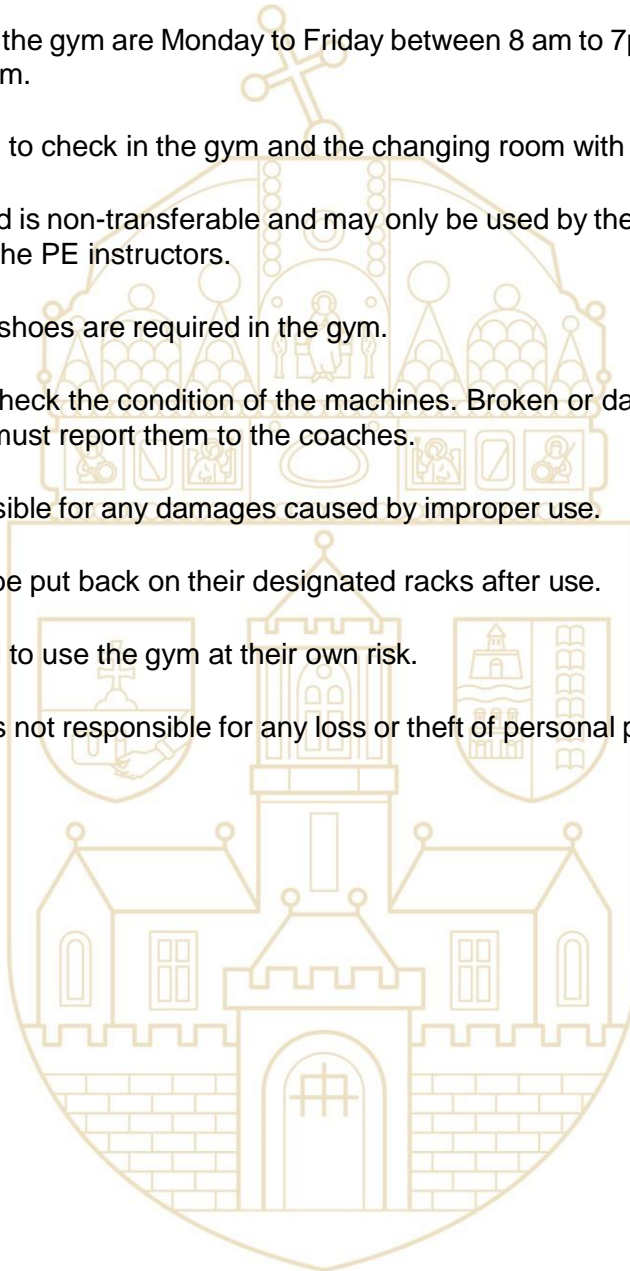 the gym are Monday to Friday between 8 am to 7
m.
to check in the gym and the changing room with
d is non-transferable and may only be used by the
he PE instructors.
shoes are required in the gym.
heck the condition of the machines. Broken or da
must report them to the coaches.
sible for any damages caused by improper use.
be put back on their designated racks after use.
to use the gym at their own risk.
s not responsible for any loss or theft of personal p